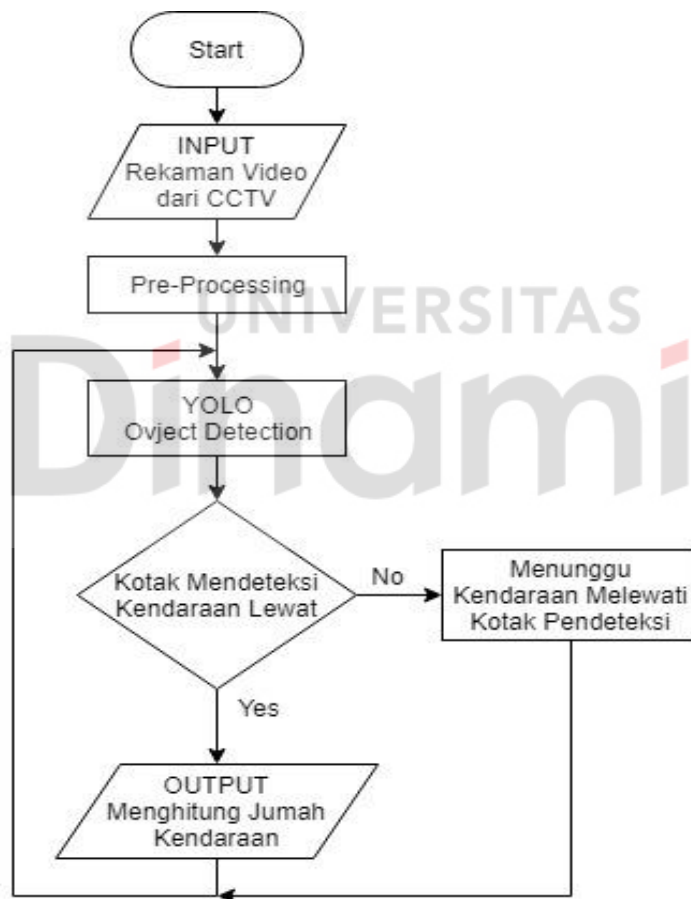 Start
INPUT
Rekaman Video
dari CCTV
Pre-Processing
UNIVERSITAS
Dinami
YOLO
Ovject Detection
Kotak Mendeteksi
Kendaraan Lewat
No
Menunggu
Kendaraan Melewati
Kotak Pendeteksi
Yes
OUTPUT
Menghitung Jumah
Kendaraan